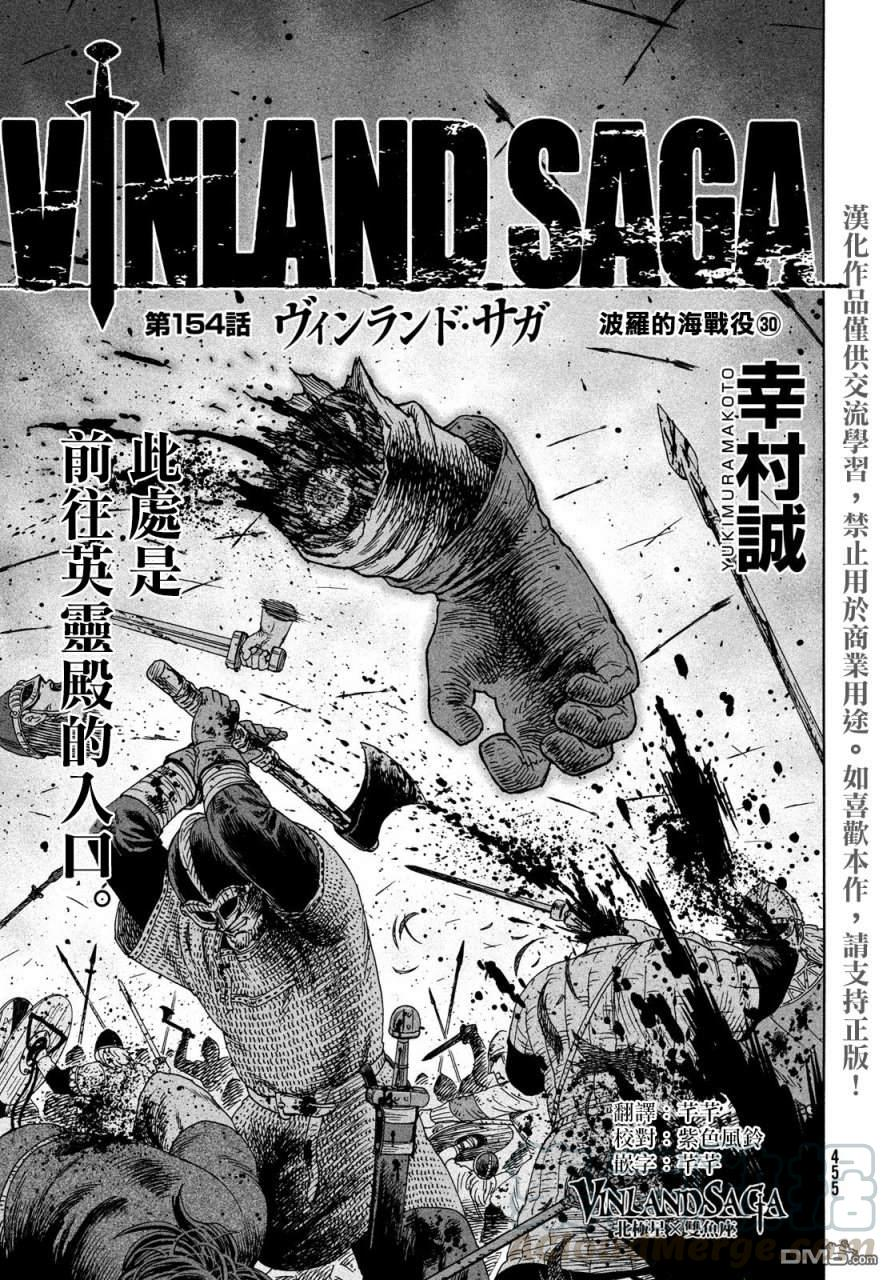 VINLAND SAGA
第154話
ヴィンランド・サガ
波羅的海戰役㉚
幸村誠
YUKIMURA MAKOTO
此處是
前往英靈殿的入口。
漢化作品僅供交流學習，禁止用於商業用途。如喜歡本作，請支持正版！
翻譯：芊芊
校對：紫色風鈴
嵌字：芊芊
VINLAND SAGA
北極星×雙魚座
455
DM5.com